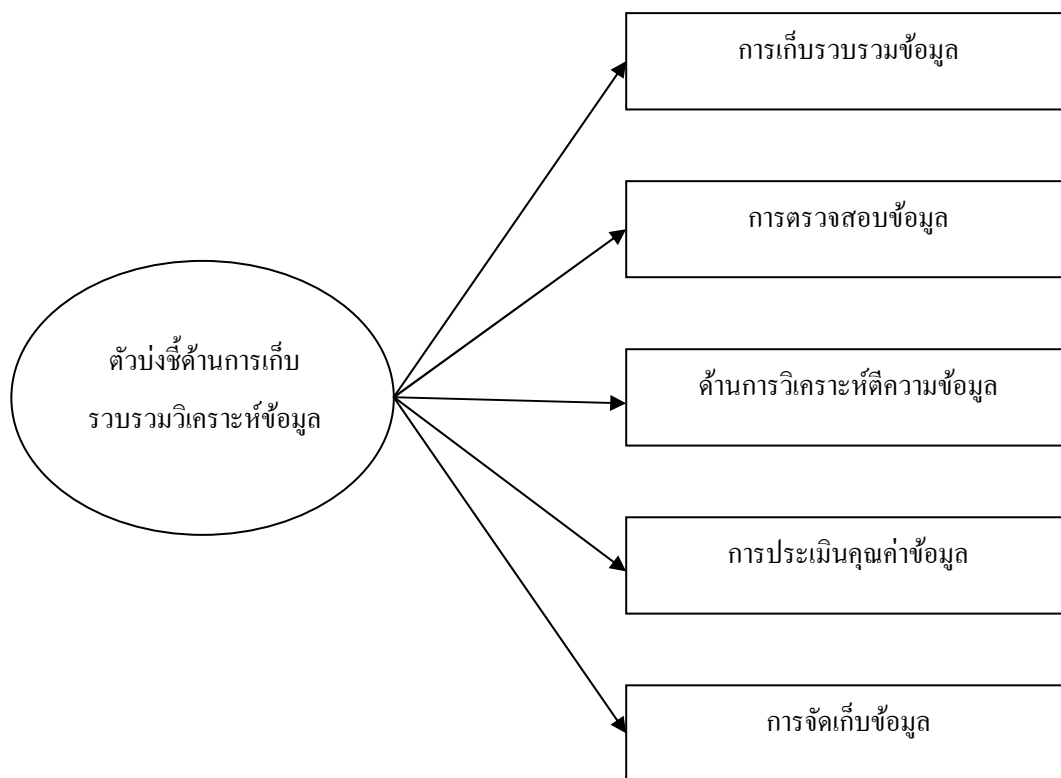 การเก็บรวบรวมข้อมูล
การตรวจสอบข้อมูล
ตัวบ่งชี้ด้านการเก็บ
รวบรวมวิเคราะห์ข้อมูล
ด้านการวิเคราะห์ตีความข้อมูล
การประเมินคุณค่าข้อมูล
การจัดเก็บข้อมูล